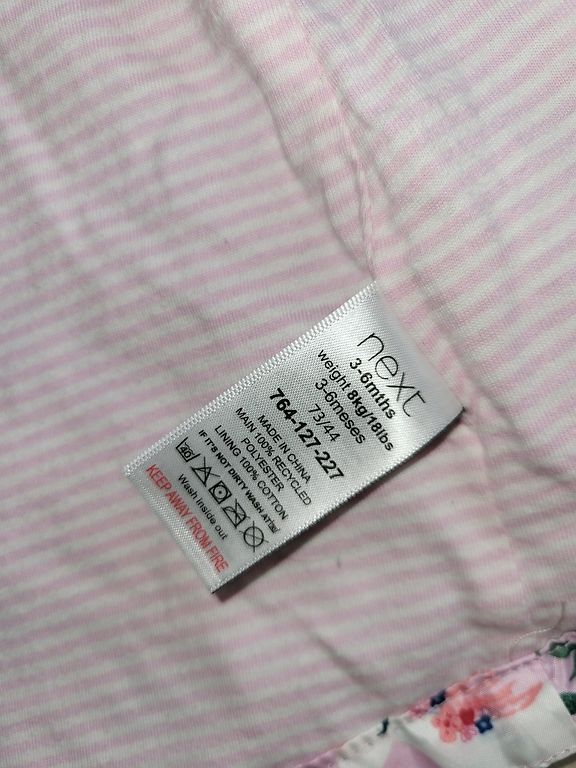 next
3-6mths
weight 8kg/18lbs
3-6meses
73/44
764-127-227
MADE IN CHINA
MAIN 100% RECYCLED
POLYESTER
LINING 100% COTTON
IF IT'S NOT DIRTY WASH AT
Wash inside out
KEEP AWAY FROM FIRE